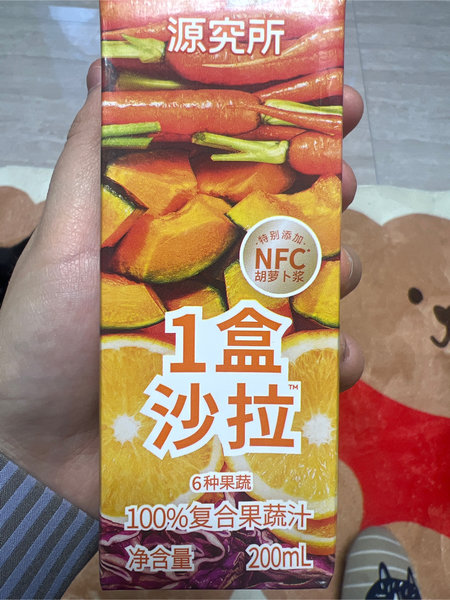 源究所
·特别添加·
NFC*
胡萝卜浆
1盒
沙拉™
6种果蔬
100%复合果蔬汁
净含量 200mL